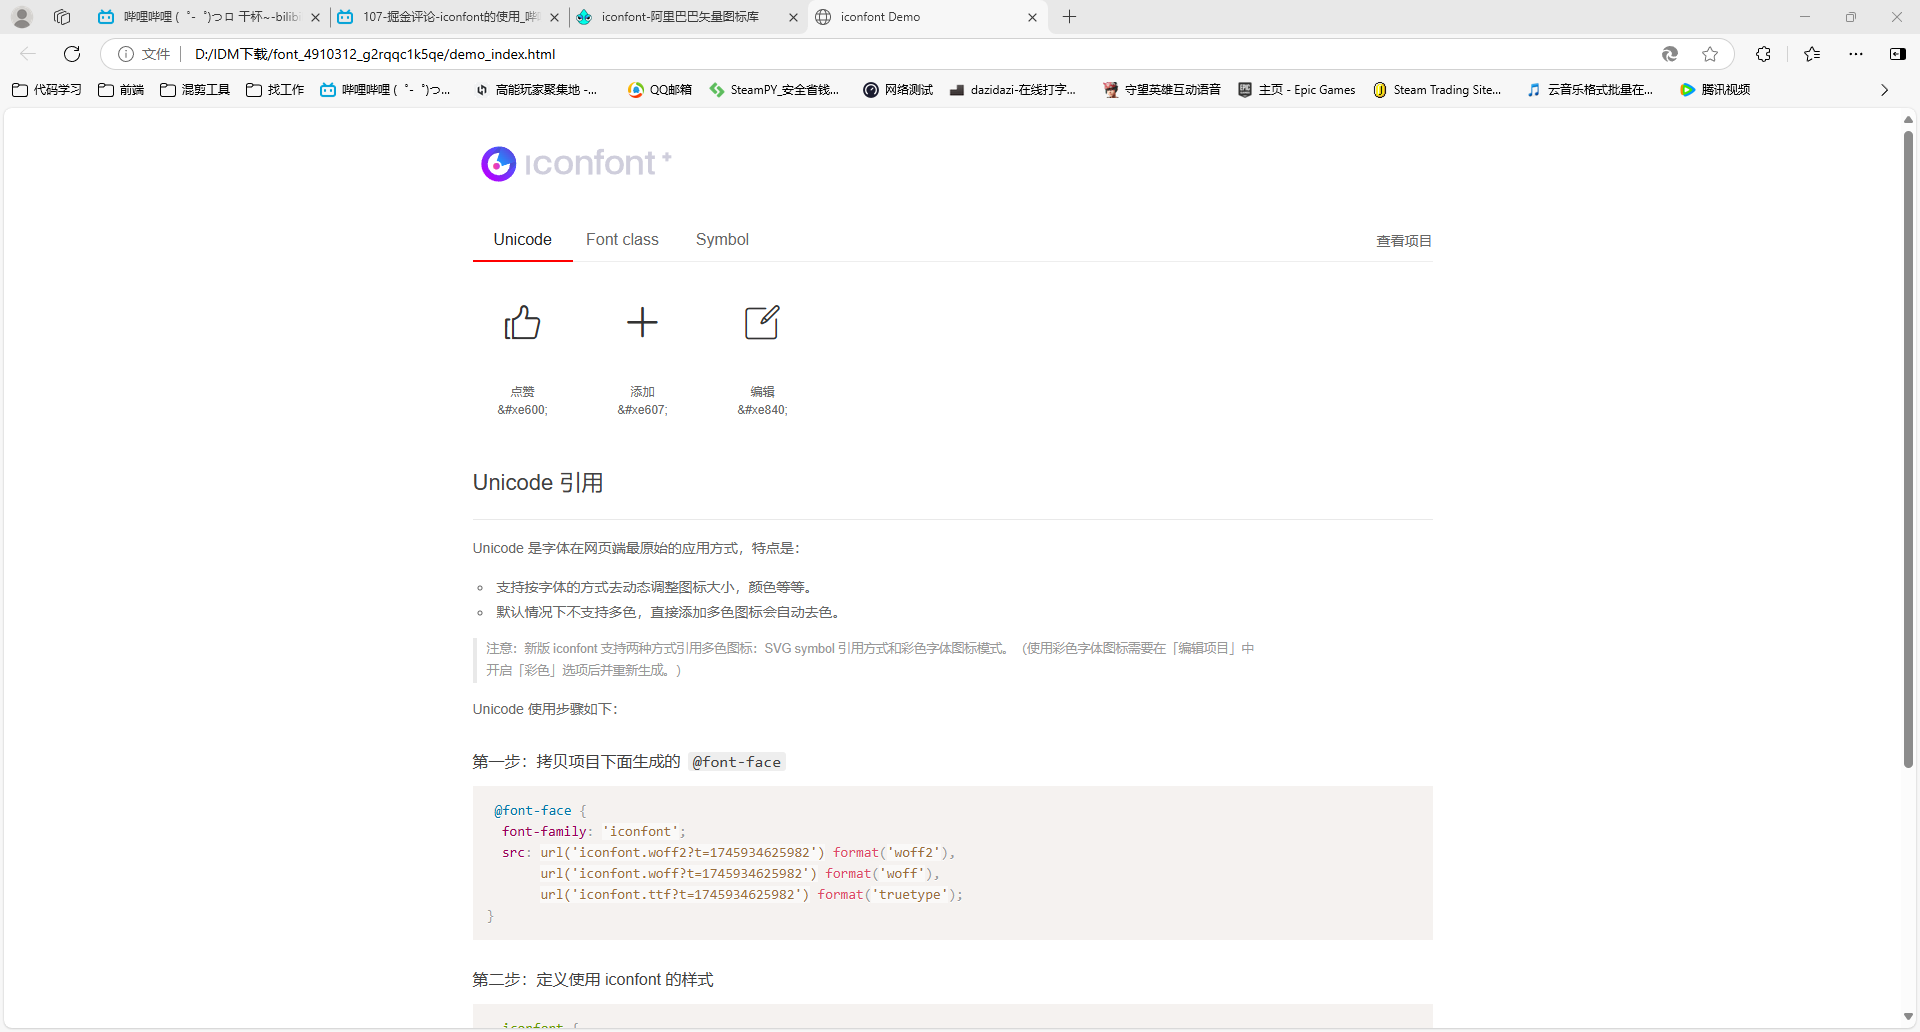 哔哩哔哩 (゜-゜)つロ 干杯~-bilibi
107-掘金评论-iconfont的使用_哔
iconfont-阿里巴巴矢量图标库
iconfont Demo
文件 D:/IDM下载/font_4910312_g2rqqc1k5qe/demo_index.html
代码学习
前端
混剪工具
找工作
哔哩哔哩 (゜-゜)つ...
高能玩家聚集地 -...
QQ邮箱
SteamPY_安全省钱...
网络测试
dazidazi-在线打字...
守望英雄互动语音
主页 - Epic Games
Steam Trading Site...
云音乐格式批量在...
腾讯视频
iconfont+
Unicode
Font class
Symbol
查看项目
点赞
&#xe600;
添加
&#xe607;
编辑
&#xe840;
Unicode 引用
Unicode 是字体在网页端最原始的应用方式，特点是：
支持按字体的方式去动态调整图标大小，颜色等等。
默认情况下不支持多色，直接添加多色图标会自动去色。
注意：新版 iconfont 支持两种方式引用多色图标：SVG symbol 引用方式和彩色字体图标模式。（使用彩色字体图标需要在「编辑项目」中
开启「彩色」选项后并重新生成。）
Unicode 使用步骤如下：
第一步：拷贝项目下面生成的 @font-face
@font-face {
font-family: 'iconfont';
src: url('iconfont.woff2?t=1745934625982') format('woff2'),
url('iconfont.woff?t=1745934625982') format('woff'),
url('iconfont.ttf?t=1745934625982') format('truetype');
}
第二步：定义使用 iconfont 的样式
.iconfont {